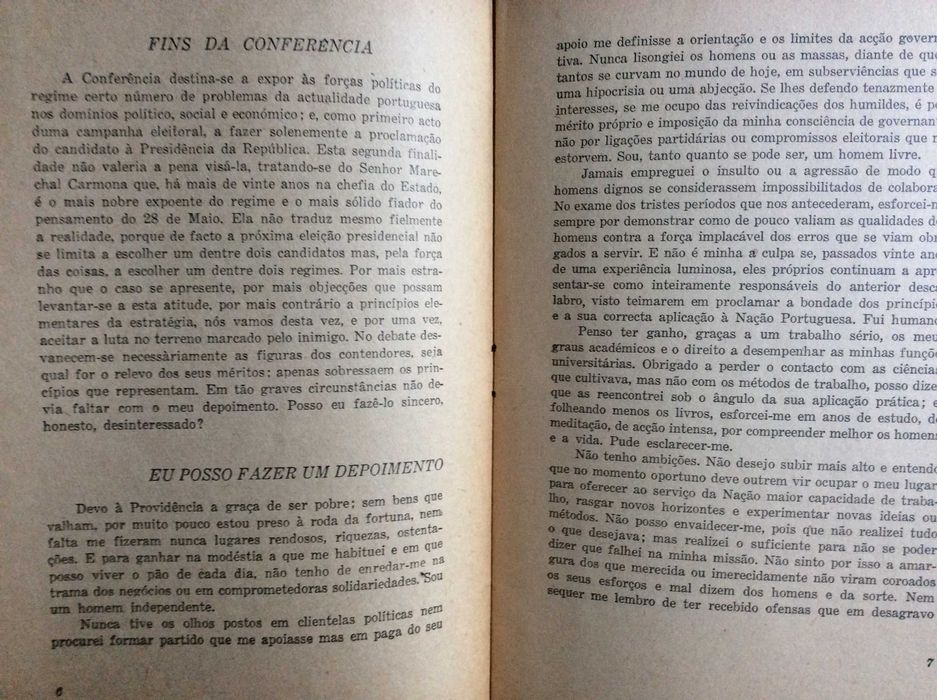 FINS DA CONFERÊNCIA
A Conferência destina-se a expor às forças políticas do
regime certo número de problemas da actualidade portuguesa
nos domínios político, social e económico; e, como primeiro acto
duma campanha eleitoral, a fazer solenemente a proclamação
do candidato à Presidência da República. Esta segunda finali-
dade não valeria a pena visá-la, tratando-se do Senhor Mare-
chal Carmona que, há mais de vinte anos na chefia do Estado,
é o mais nobre expoente do regime e o mais sólido fiador do
pensamento do 28 de Maio. Ela não traduz mesmo fielmente
a realidade, porque de facto a próxima eleição presidencial não
se limita a escolher um dentre dois candidatos mas, pela força
das coisas, a escolher um dentre dois regimes. Por mais estra-
nho que o caso se apresente, por mais objecções que possam
levantar-se a esta atitude, por mais contrário a princípios ele-
mentares da estratégia, nós vamos desta vez, e por uma vez,
aceitar a luta no terreno marcado pelo inimigo. No debate des-
vanecem-se necessàriamente as figuras dos contendores, seja
qual for o relevo dos seus méritos: apenas sobressaem os prin-
cípios que representam. Em tão graves circunstâncias não de-
via faltar com o meu depoimento. Posso eu fazê-lo sincero,
honesto, desinteressado?
EU POSSO FAZER UM DEPOIMENTO
Devo à Providência a graça de ser pobre; sem bens que
valham, por muito pouco estou preso à roda da fortuna, nem
falta me fizeram nunca lugares rendosos, riquezas, ostenta-
ções. E para ganhar na modéstia a que me habituei e em que
posso viver o pão de cada dia, não tenho de enredar-me na
trama dos negócios ou em comprometedoras solidariedades. Sou
um homem independente.
Nunca tive os olhos postos em clientelas políticas nem
procurei formar partido que me apoiasse mas em paga do seu
6
apoio me definisse a orientação e os limites da acção govern
tiva. Nunca lisongiei os homens ou as massas, diante de que
tantos se curvam no mundo de hoje, em subserviências que s
uma hipocrisia ou uma abjecção. Se lhes defendo tenazmente
interesses, se me ocupo das reivindicações dos humildes, é pe
mérito próprio e imposição da minha consciência de governan
não por ligações partidárias ou compromissos eleitorais que n
estorvem. Sou, tanto quanto se pode ser, um homem livre.
Jamais empreguei o insulto ou a agressão de modo q
homens dignos se considerassem impossibilitados de colabora
No exame dos tristes períodos que nos antecederam, esforcei-n
sempre por demonstrar como de pouco valiam as qualidades d
homens contra a força implacável dos erros que se viam obr
gados a servir. E não é minha a culpa se, passados vinte ano
de uma experiência luminosa, eles próprios continuam a apre
sentar-se como inteiramente responsáveis do anterior desca
labro, visto teimarem em proclamar a bondade dos princípio
e a sua correcta aplicação à Nação Portuguesa. Fui humano
Penso ter ganho, graças a um trabalho sério, os meu
graus académicos e o direito a desempenhar as minhas funçõe
universitárias. Obrigado a perder o contacto com as ciências
que cultivava, mas não com os métodos de trabalho, posso dizer
que as reencontrei sob o ângulo da sua aplicação prática; e
folheando menos os livros, esforcei-me em anos de estudo, de
meditação, de acção intensa, por compreender melhor os homens
e a vida. Pude esclarecer-me.
Não tenho ambições. Não desejo subir mais alto e entendo
que no momento oportuno deve outrem vir ocupar o meu lugar
para oferecer ao serviço da Nação maior capacidade de traba-
lho, rasgar novos horizontes e experimentar novas ideias ou
métodos. Não posso envaidecer-me, pois que não realizei tudo
o que desejava; mas realizei o suficiente para não se poder
dizer que falhei na minha missão. Não sinto por isso a amar-
gura dos que merecida ou imerecidamente não viram coroados
os seus esforços e mal dizem dos homens e da sorte. Nem
sequer me lembro de ter recebido ofensas que em desagravo
7